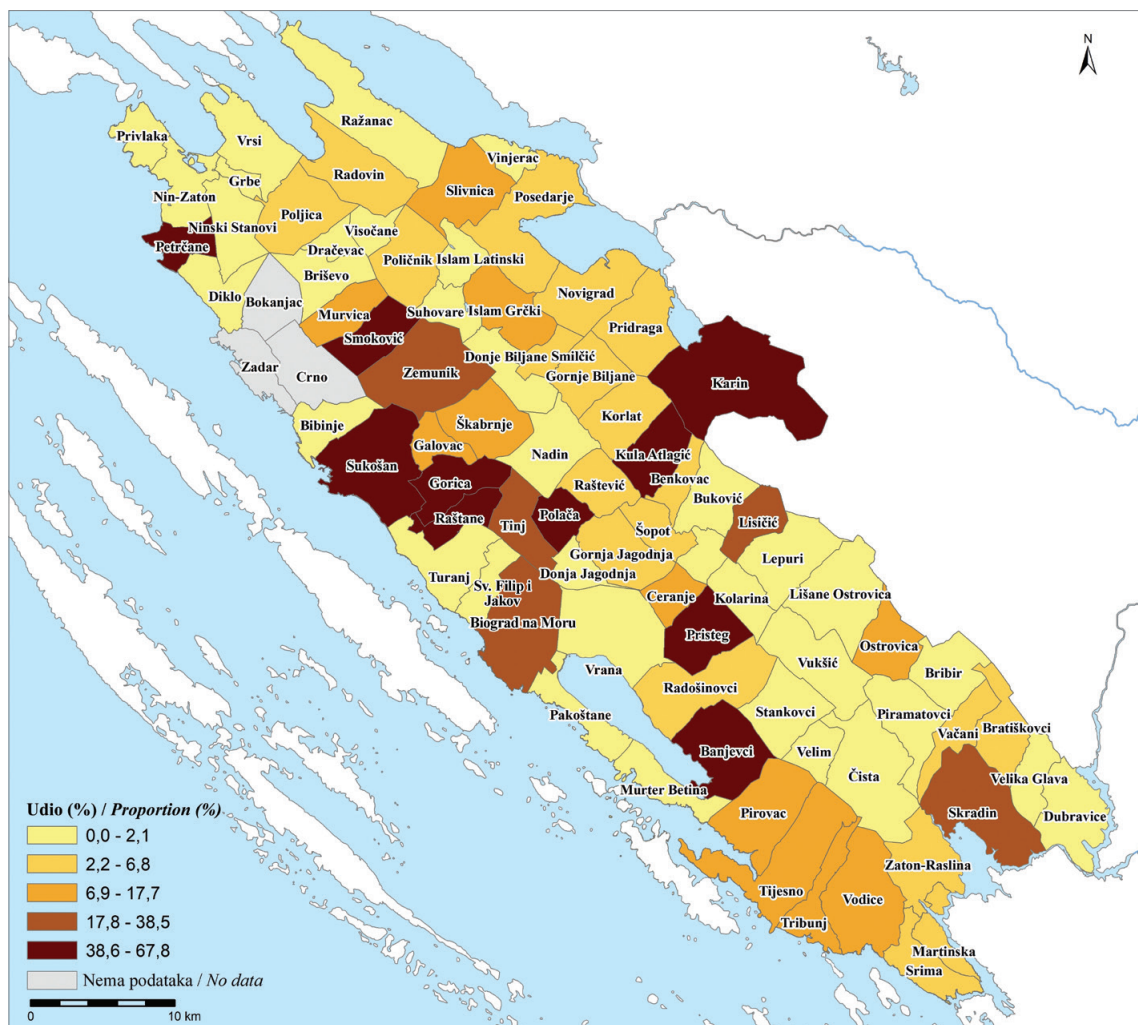 N
Ražanac
Privlaka
Vrsi
Vinjerac
Radovin
Grbe
Slivnica
Posedarje
Nin-Zaton
Poljica
Ninski Stanovi
Visočane
Petrčane
Dračevac
Poličnik
Islam Latinski
Briševo
Novigrad
Diklo
Bokanjac
Murvica
Suhovare
Islam Grčki
Pridraga
Smoković
Donje Biljane
Smilčić
Zadar
Crno
Zemunik
Gornje Biljane
Karin
Korlat
Bibinje
Škabrnje
Galovac
Nadin
Kula Atlagić
Sukošan
Gorica
Raštević
Benkovac
Buković
Raštane
Tinj
Polača
Lisičić
Šopot
Gornja Jagodnja
Lepuri
Turanj
Sv. Filip i
Jakov
Donja Jagodnja
Ceranje
Kolarina
Lišane Ostrovica
Biograd na Moru
Pristeg
Ostrovica
Vrana
Vukšić
Bribir
Radošinovci
Pakoštane
Stankovci
Piramatovci
Bratiškovci
Vačani
Banjevci
Velim
Čista
Velika Glava
Murter Betina
Pirovac
Skradin
Dubravice
Zaton-Raslina
Tijesno
Vodice
Tribunj
Martinska
Srima
Udio (%) / Proportion (%)
0,0 - 2,1
2,2 - 6,8
6,9 - 17,7
17,8 - 38,5
38,6 - 67,8
Nema podataka / No data
0 10 km